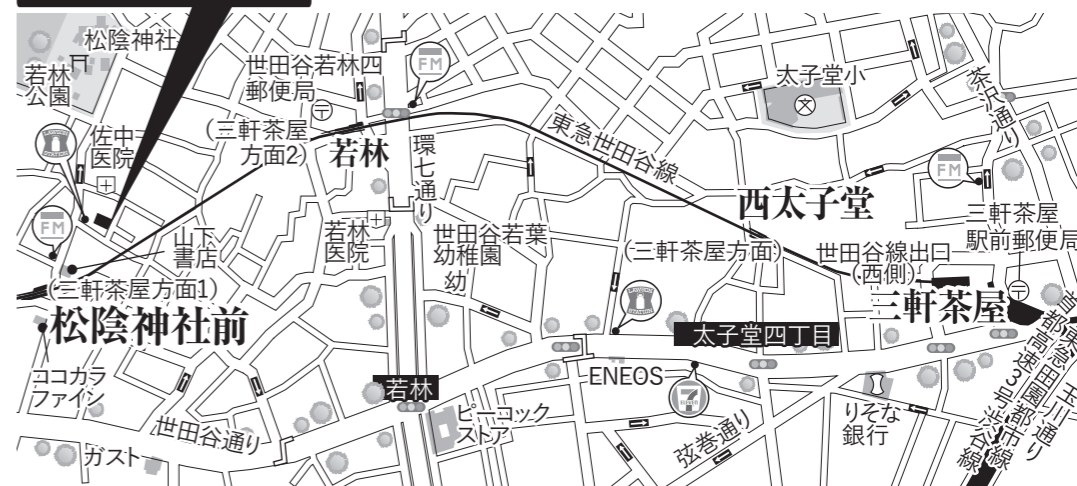 松陰神社
若林
公園
世田谷若林四
郵便局
FM
太子堂小
文
茶沢通り
佐中
医院
(三軒茶屋
方面2)
若林
環七通り
東急世田谷線
FM
西太子堂
三軒茶屋
駅前郵便局
FM
山下
書店
若林
医院
世田谷若葉
幼稚園
幼
(三軒茶屋方面)
世田谷線出口
(西側)
(三軒茶屋方面1)
松陰神社前
三軒茶屋
太子堂四丁目
ココカラ
ファイン
若林
ENEOS
7
ELEVEN
りそな
銀行
玉川通り
東急田園都市線
首都高速3号渋谷線
世田谷通り
ガスト
ピーコック
ストア
弦巻通り